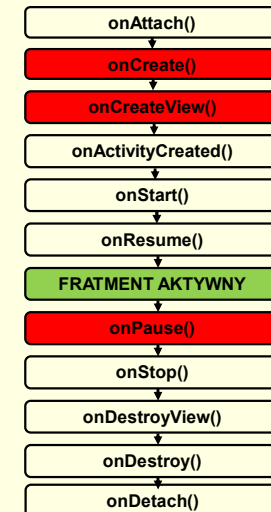 onAttach()
onCreate()
onCreateView()
onActivityCreated()
onStart()
onResume()
FRATMENT AKTYWNY
onPause()
onStop()
onDestroyView()
onDestroy()
onDetach()